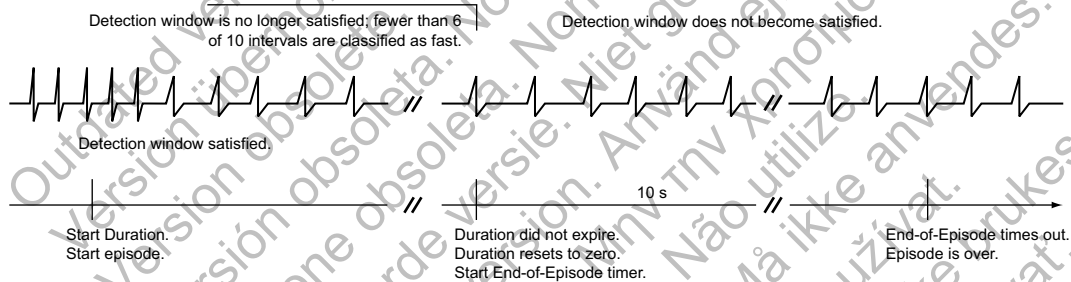 Detection window is no longer satisfied; fewer than 6
of 10 intervals are classified as fast.
Detection window does not become satisfied.
Detection window satisfied.
10 s
Start Duration.
Start episode.
Duration did not expire.
Duration resets to zero.
Start End-of-Episode timer.
End-of-Episode times out.
Episode is over.